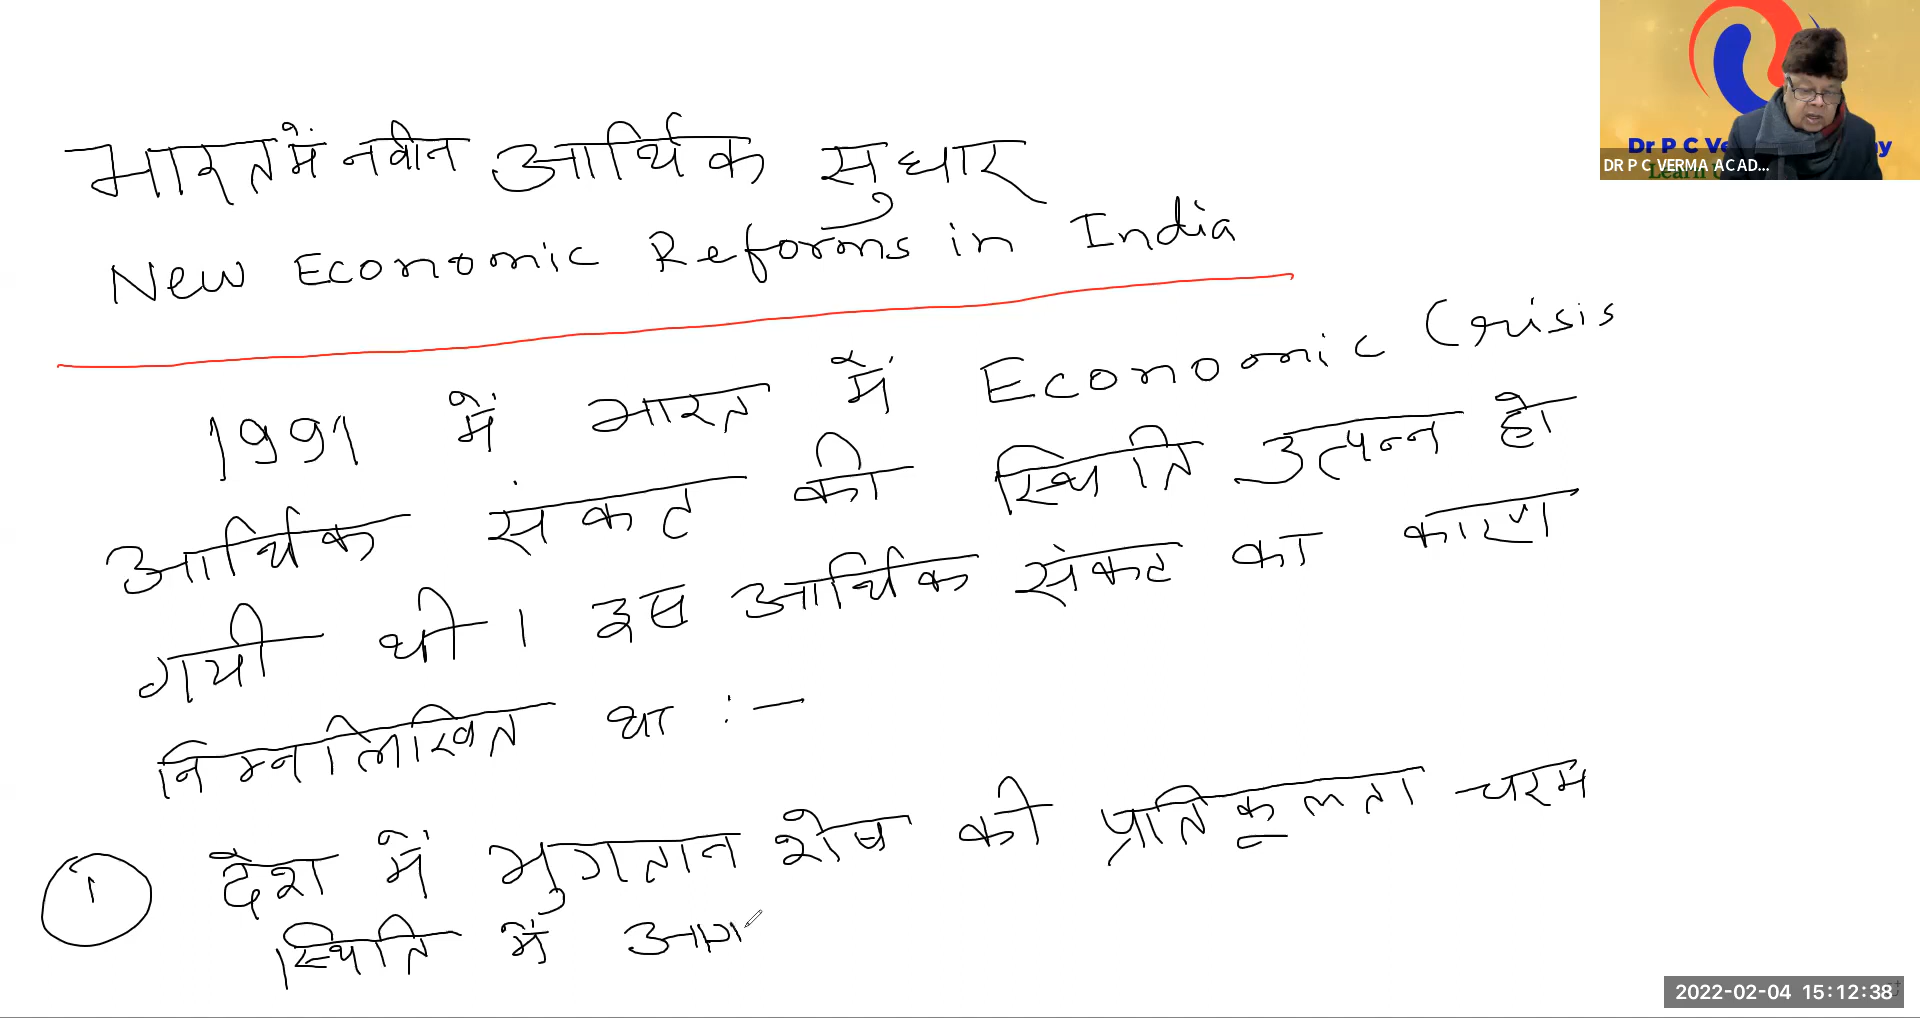 भारत में नवीन आर्थिक सुधार
New Economic Reforms in India
1991 में भारत में Economic Crisis
आर्थिक संकट की स्थिति उत्पन्न हो
गयी थी। इस आर्थिक संकट का कारण
निम्नलिखित था :-
1 देश में भुगतान शेष की प्रतिकूलता चरम
स्थिति में
Dr P C
DR P C VERMA ACAD...
2022-02-04 15:12:38